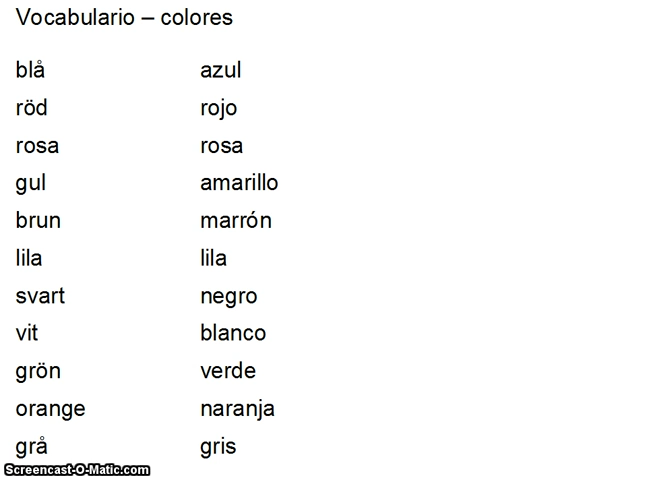 Vocabulario – colores
blå azul
röd rojo
rosa rosa
gul amarillo
brun marrón
lila lila
svart negro
vit blanco
grön verde
orange naranja
grå gris
Screencast-O-Matic.com